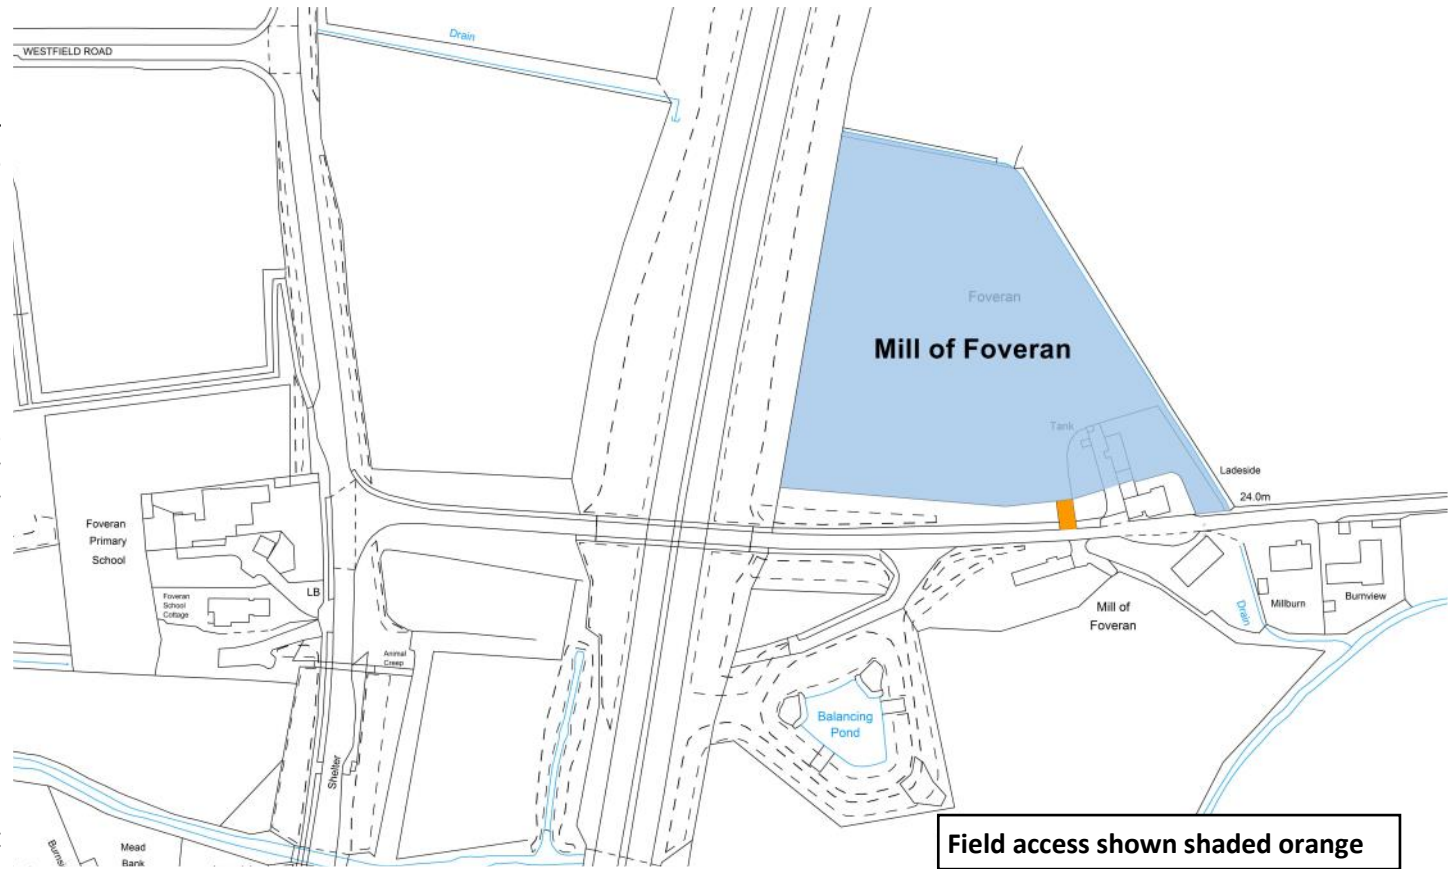 Drain
WESTFIELD ROAD
Foveran
Mill of Foveran
Tank
Ladeside
24.0m
Foveran
Primary
School
LB
Foveran
School
Cottage
Animal
Creep
Mill of
Foveran
Drain
Millburn
Burnview
Balancing
Pond
Shelter
Mead
Bank
Field access shown shaded orange